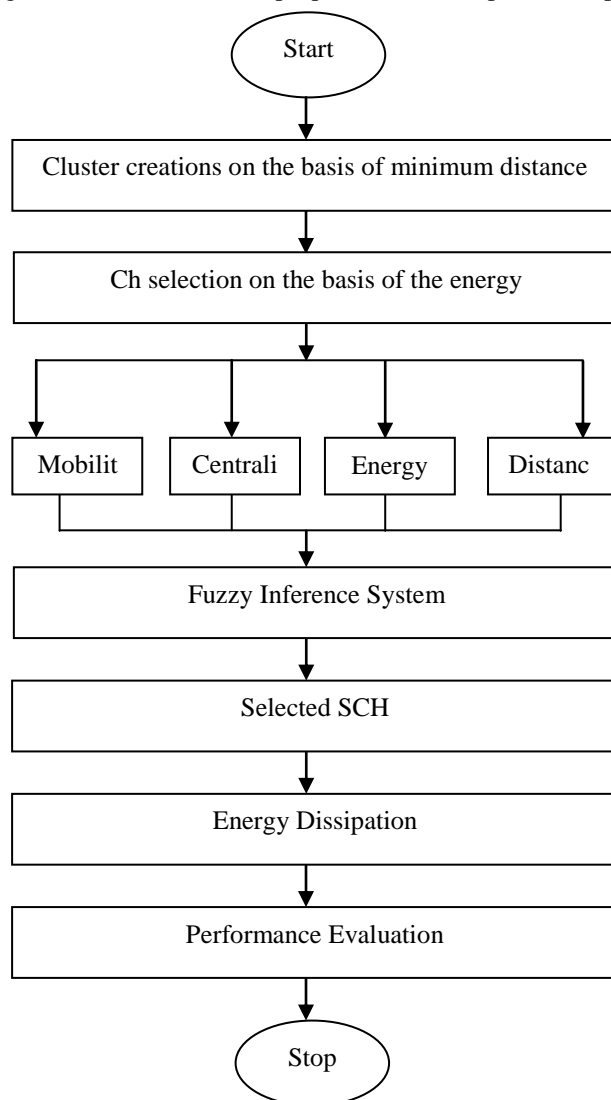 Start
Cluster creations on the basis of minimum distance
Ch selection on the basis of the energy
Mobilit Centrali Energy Distanc
Fuzzy Inference System
Selected SCH
Energy Dissipation
Performance Evaluation
Stop